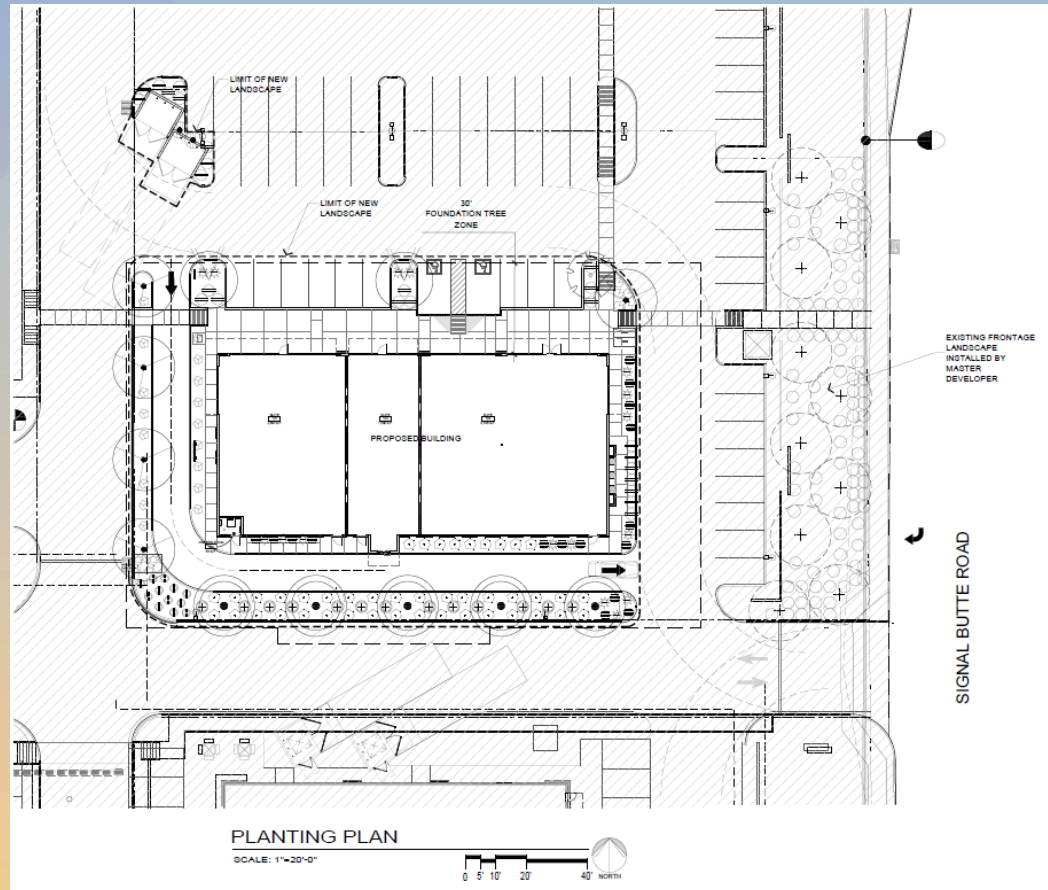 LIMIT OF NEW
LANDSCAPE
LIMIT OF NEW
LANDSCAPE
30'
FOUNDATION TREE
ZONE
EXISTING FRONTAGE
LANDSCAPE
INSTALLED BY
MASTER
DEVELOPER
PROPOSED BUILDING
SIGNAL BUTTE ROAD
PLANTING PLAN
SCALE: 1"=20'-0"
0 5' 10' 20' 40'
NORTH